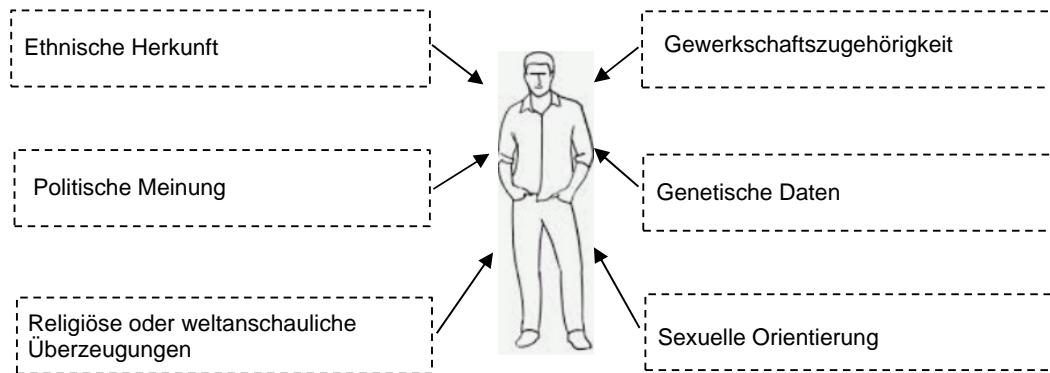 Ethnische Herkunft
Gewerkschaftszugehörigkeit
Politische Meinung
Genetische Daten
Religiöse oder weltanschauliche
Überzeugungen
Sexuelle Orientierung